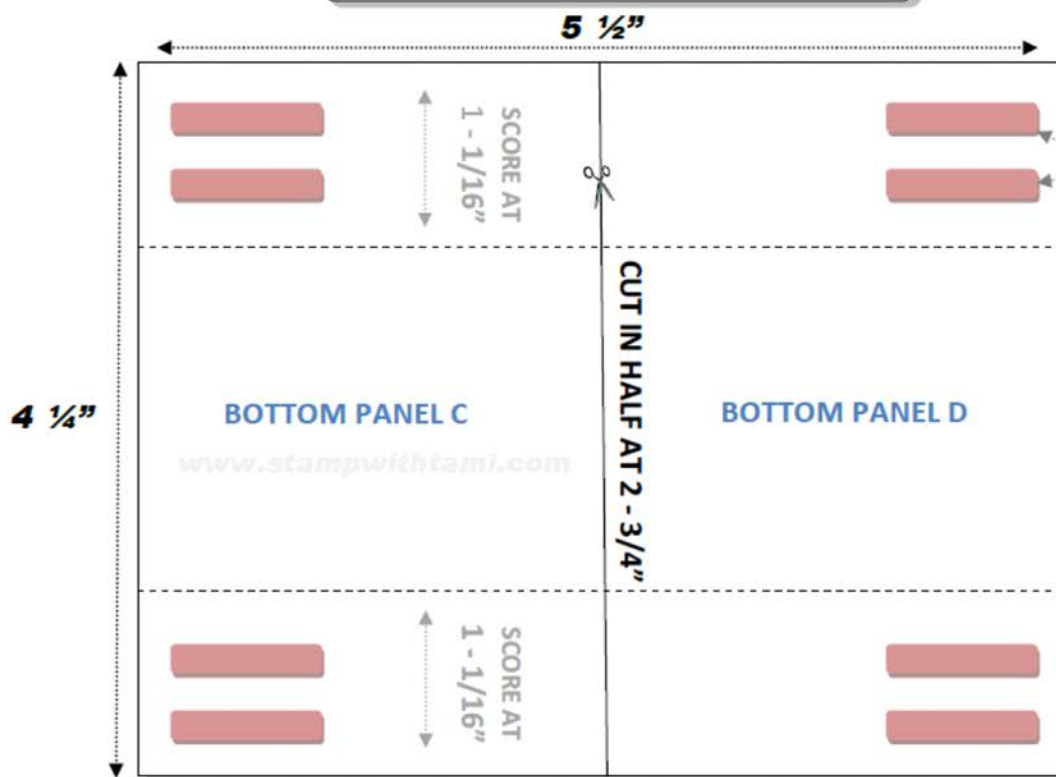 5 ½”
SCORE AT
1 - 1/16”
4 ¼”
BOTTOM PANEL C
www.stampwithtami.com
CUT IN HALF AT 2 - 3/4”
BOTTOM PANEL D
SCORE AT
1 - 1/16”